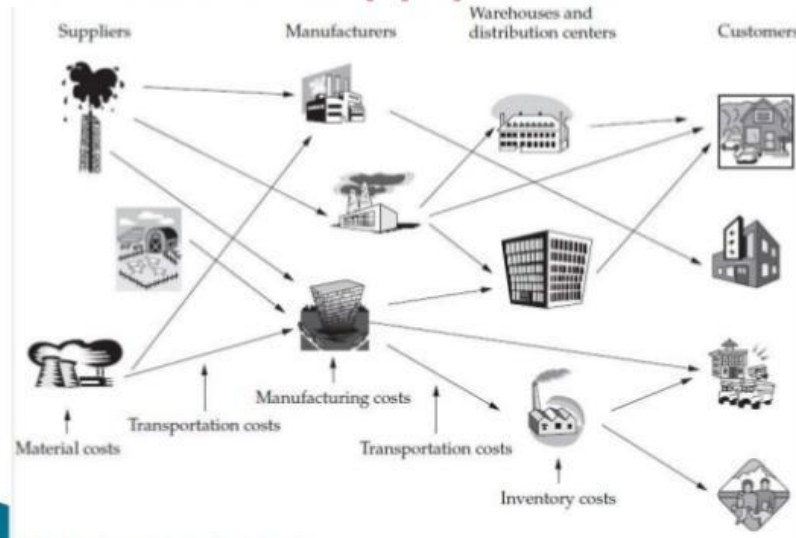 Suppliers
Manufacturers
Warehouses and
distribution centers
Customers
Material costs
Transportation costs
Manufacturing costs
Transportation costs
Inventory costs